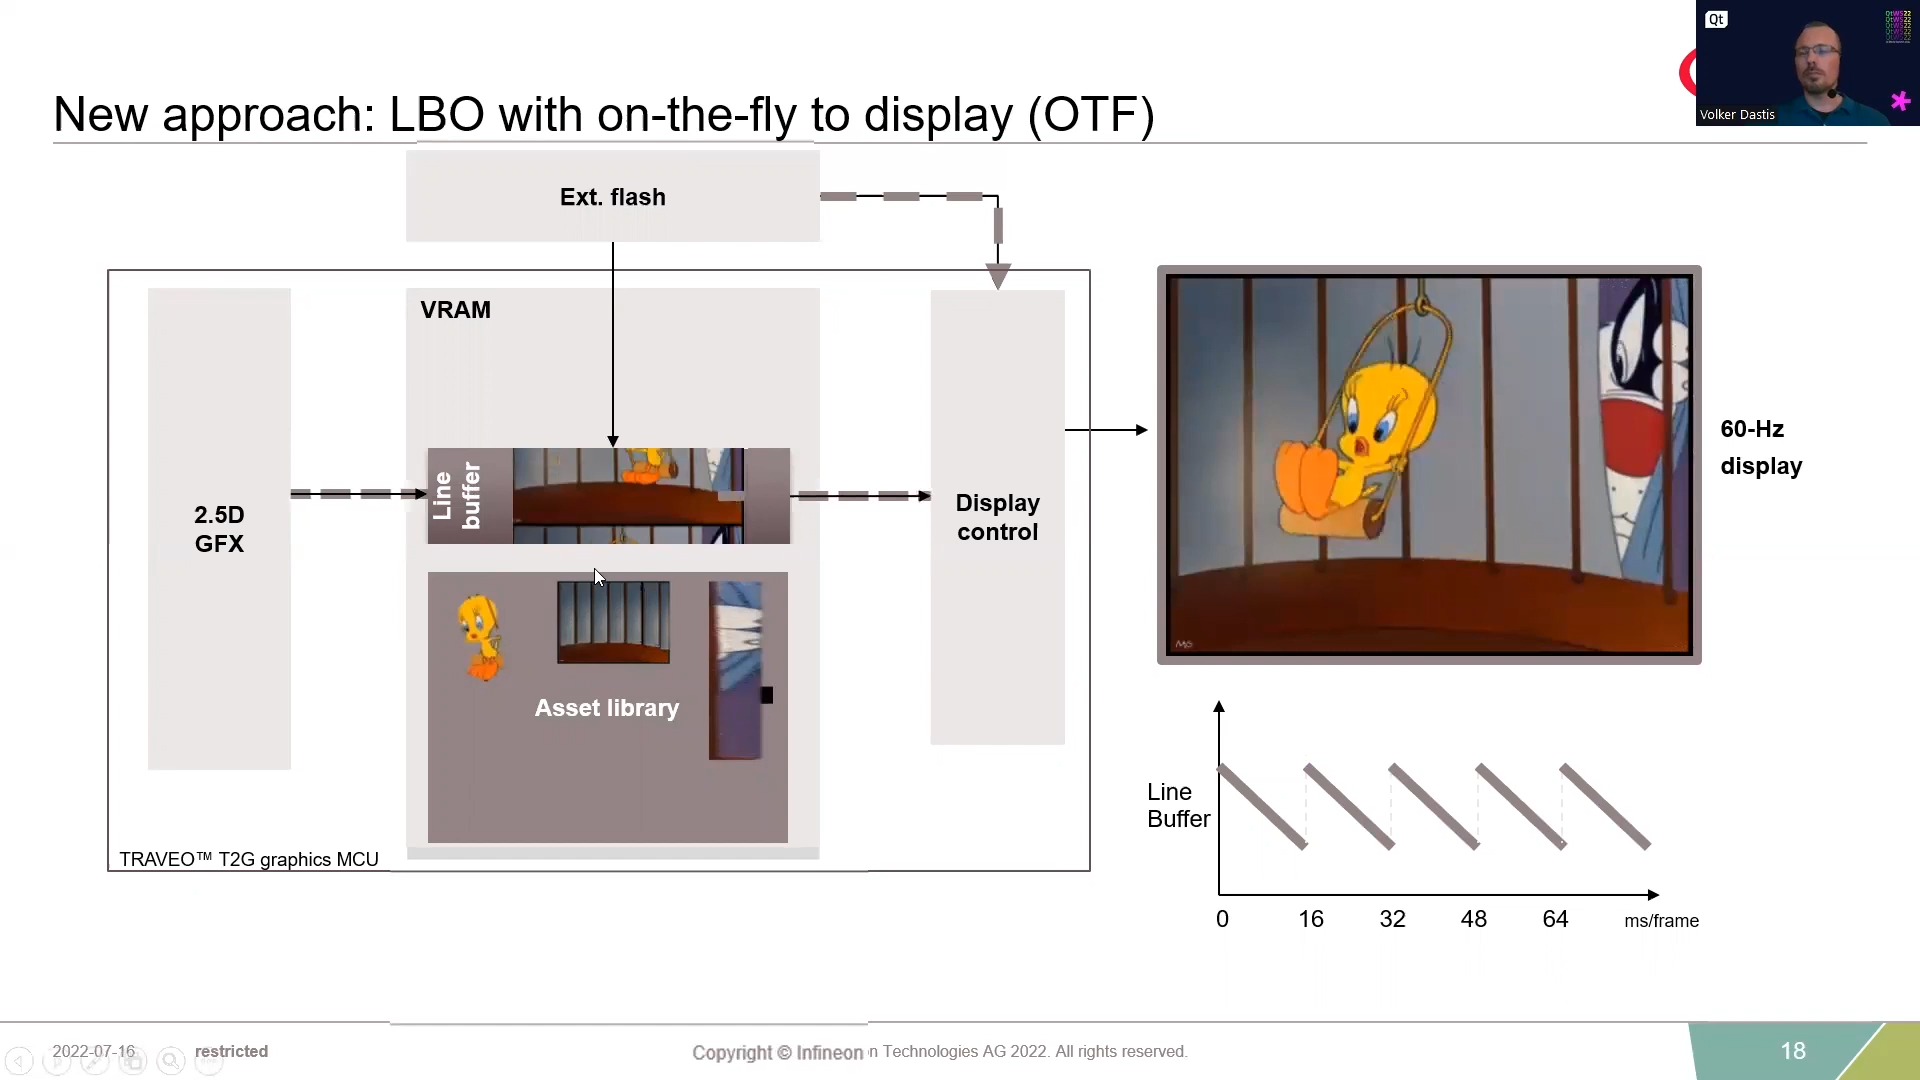 Qt
QtWS22
Volker Dastis
New approach: LBO with on-the-fly to display (OTF)
Ext. flash
VRAM
Line
buffer
2.5D
GFX
Display
control
Asset library
TRAVEO™ T2G graphics MCU
MS
60-Hz
display
Line
Buffer
0 16 32 48 64 ms/frame
2022-07-16
restricted
Copyright © Infineon Technologies AG 2022. All rights reserved.
18